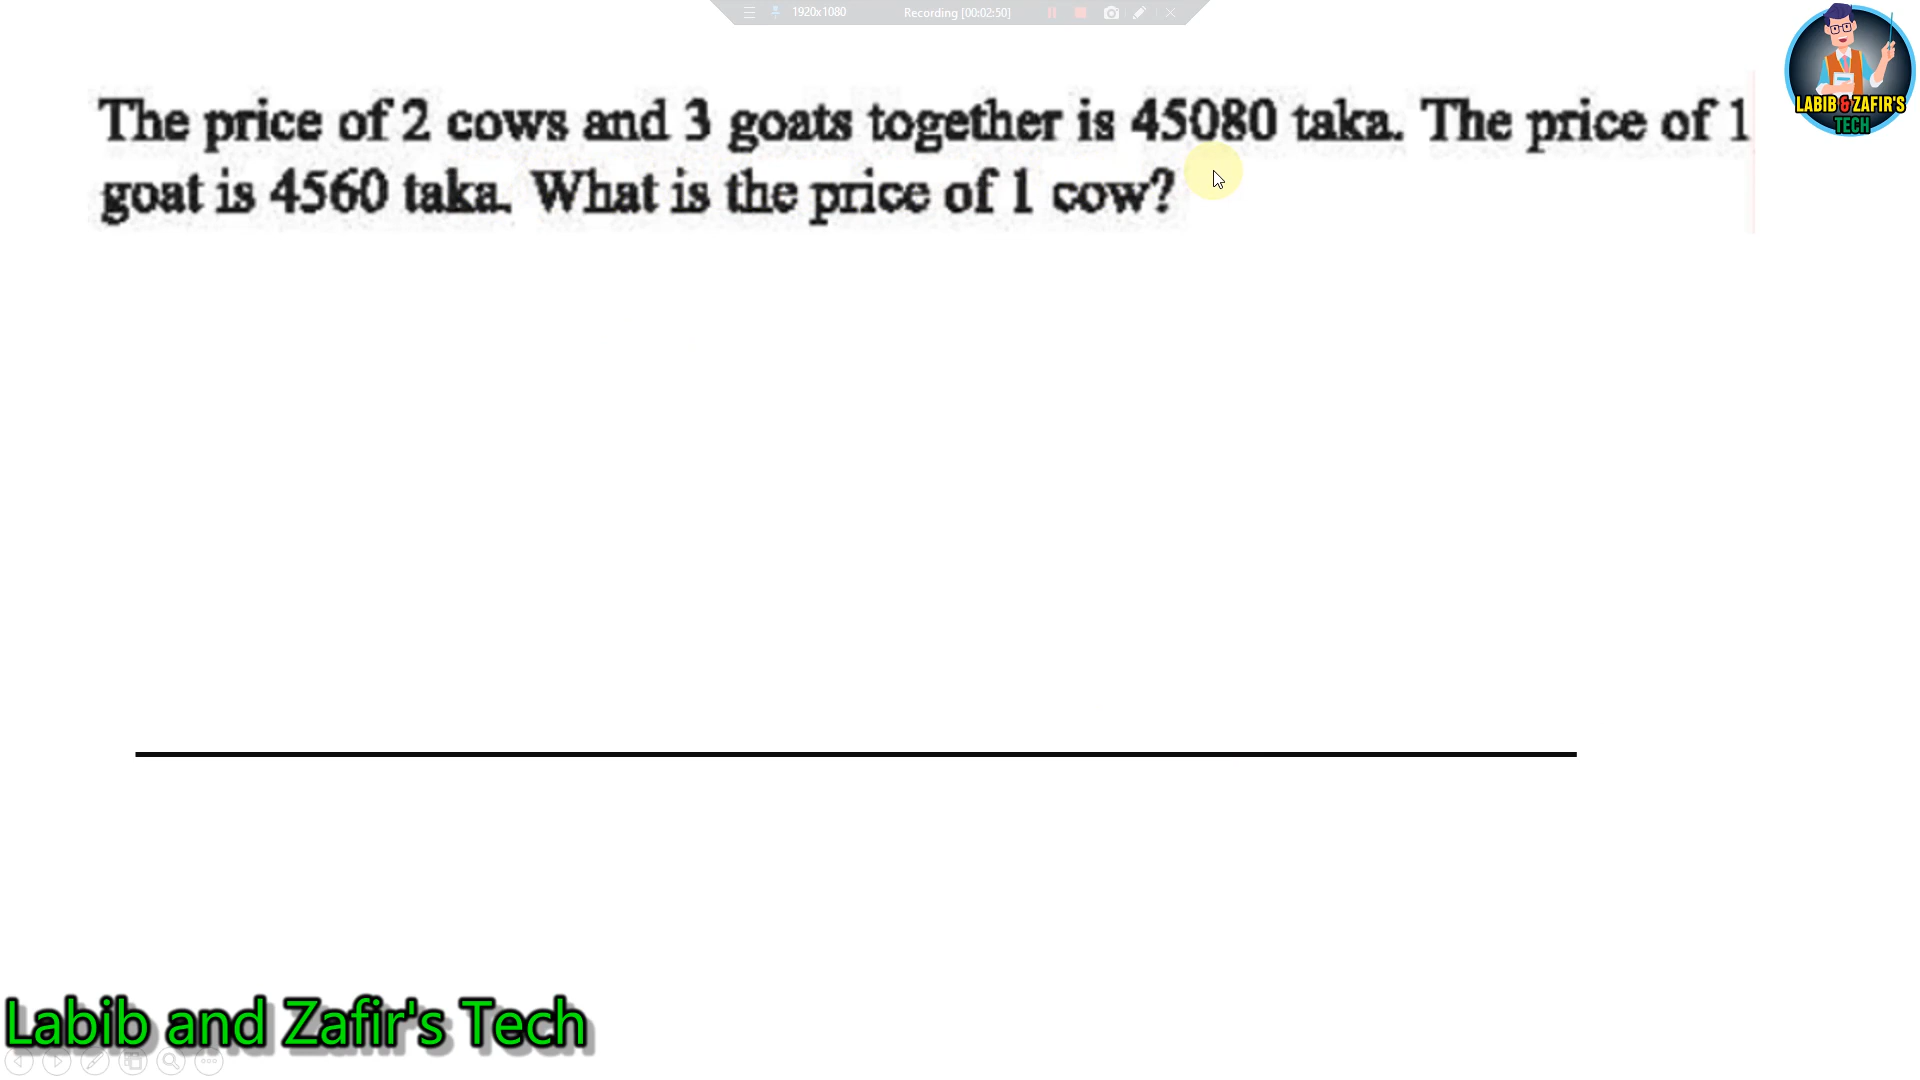 1920x1080 Recording [00:02:50]
The price of 2 cows and 3 goats together is 45080 taka. The price of 1
goat is 4560 taka. What is the price of 1 cow?
LABIB & ZAFIR'S
TECH
Labib and Zafir's Tech